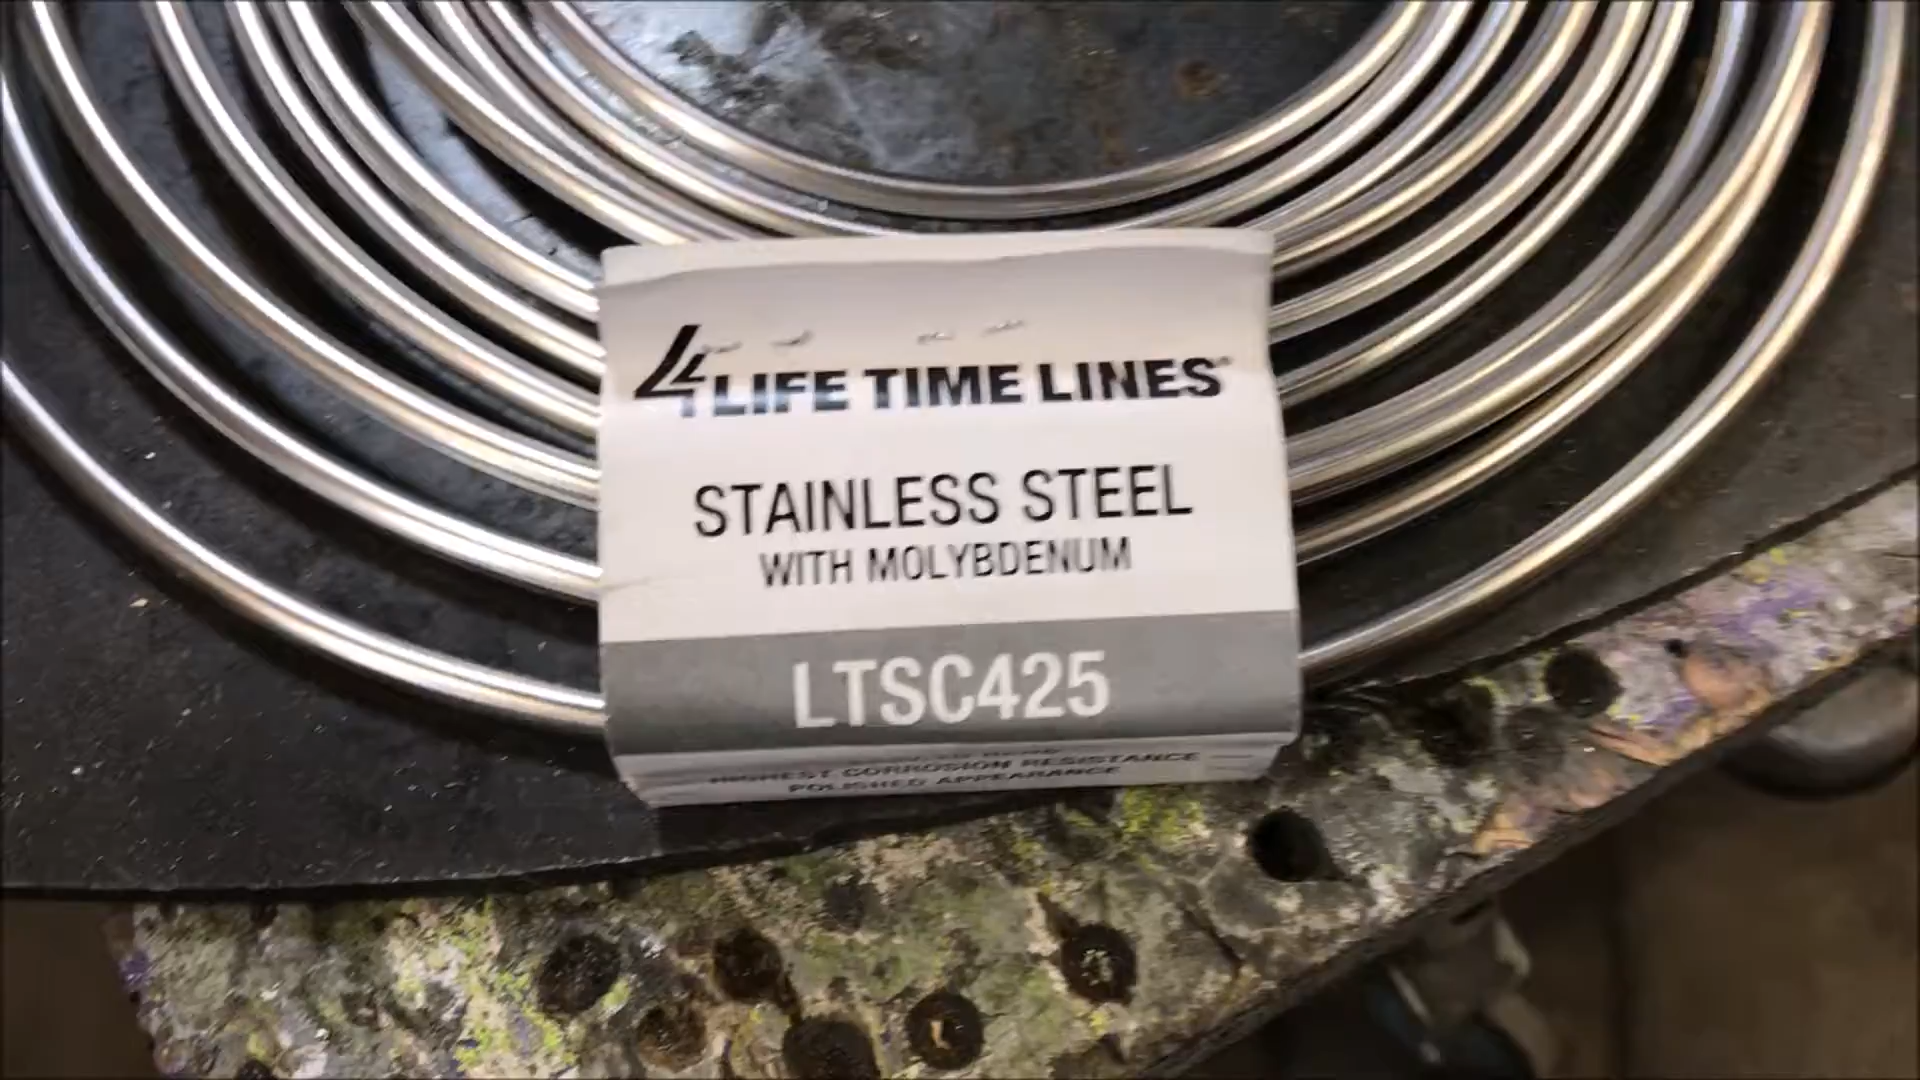 LIFE TIME LINES®
STAINLESS STEEL
WITH MOLYBDENUM
LTSC425
HIGHEST CORROSION RESISTANCE
POLISHED APPEARANCE